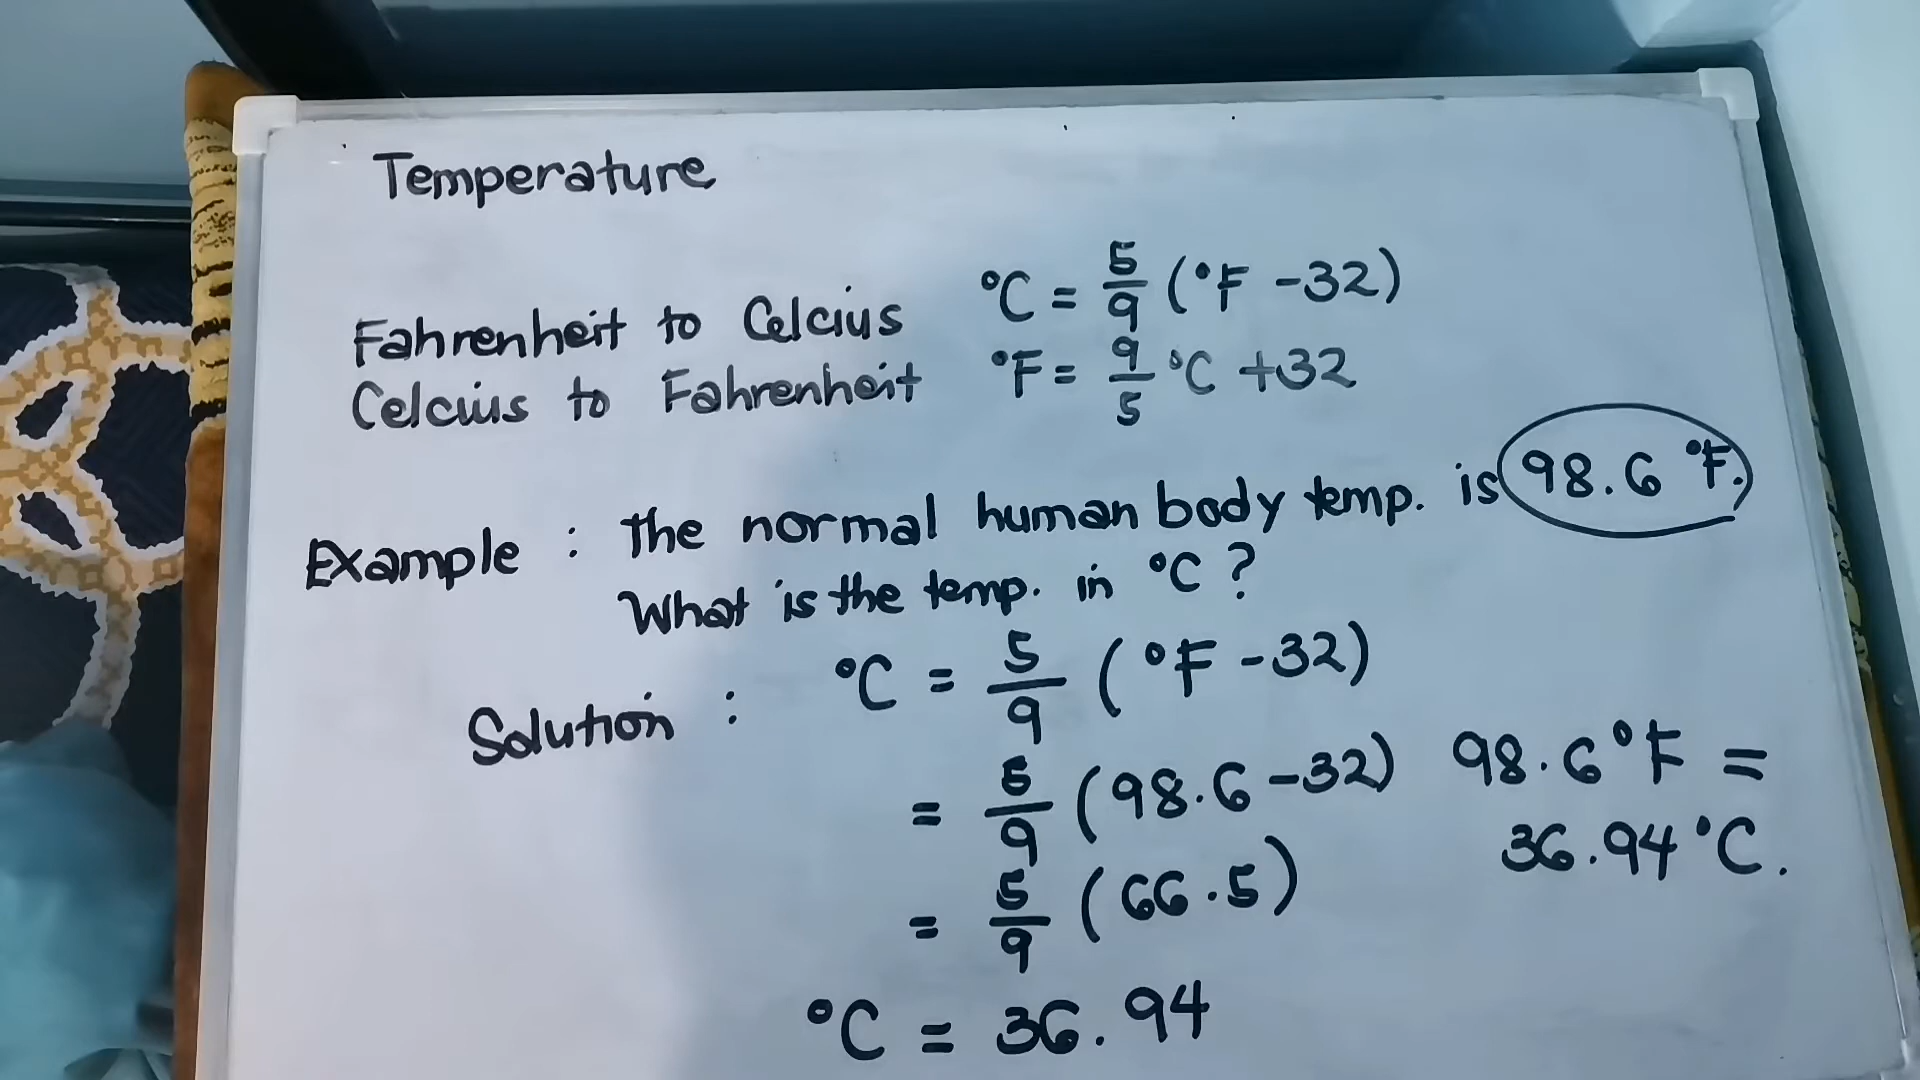 Temperature
Fahrenheit to Celcius °C = 5/9 (°F - 32)
Celcius to Fahrenheit °F = 9/5 °C + 32
Example : The normal human body temp. is 98.6 °F.
What is the temp. in °C ?
Solution : °C = 5/9 (°F - 32)
= 5/9 (98.6 - 32)
= 5/9 (66.5)
°C = 36.94
98.6 °F =
36.94 °C.